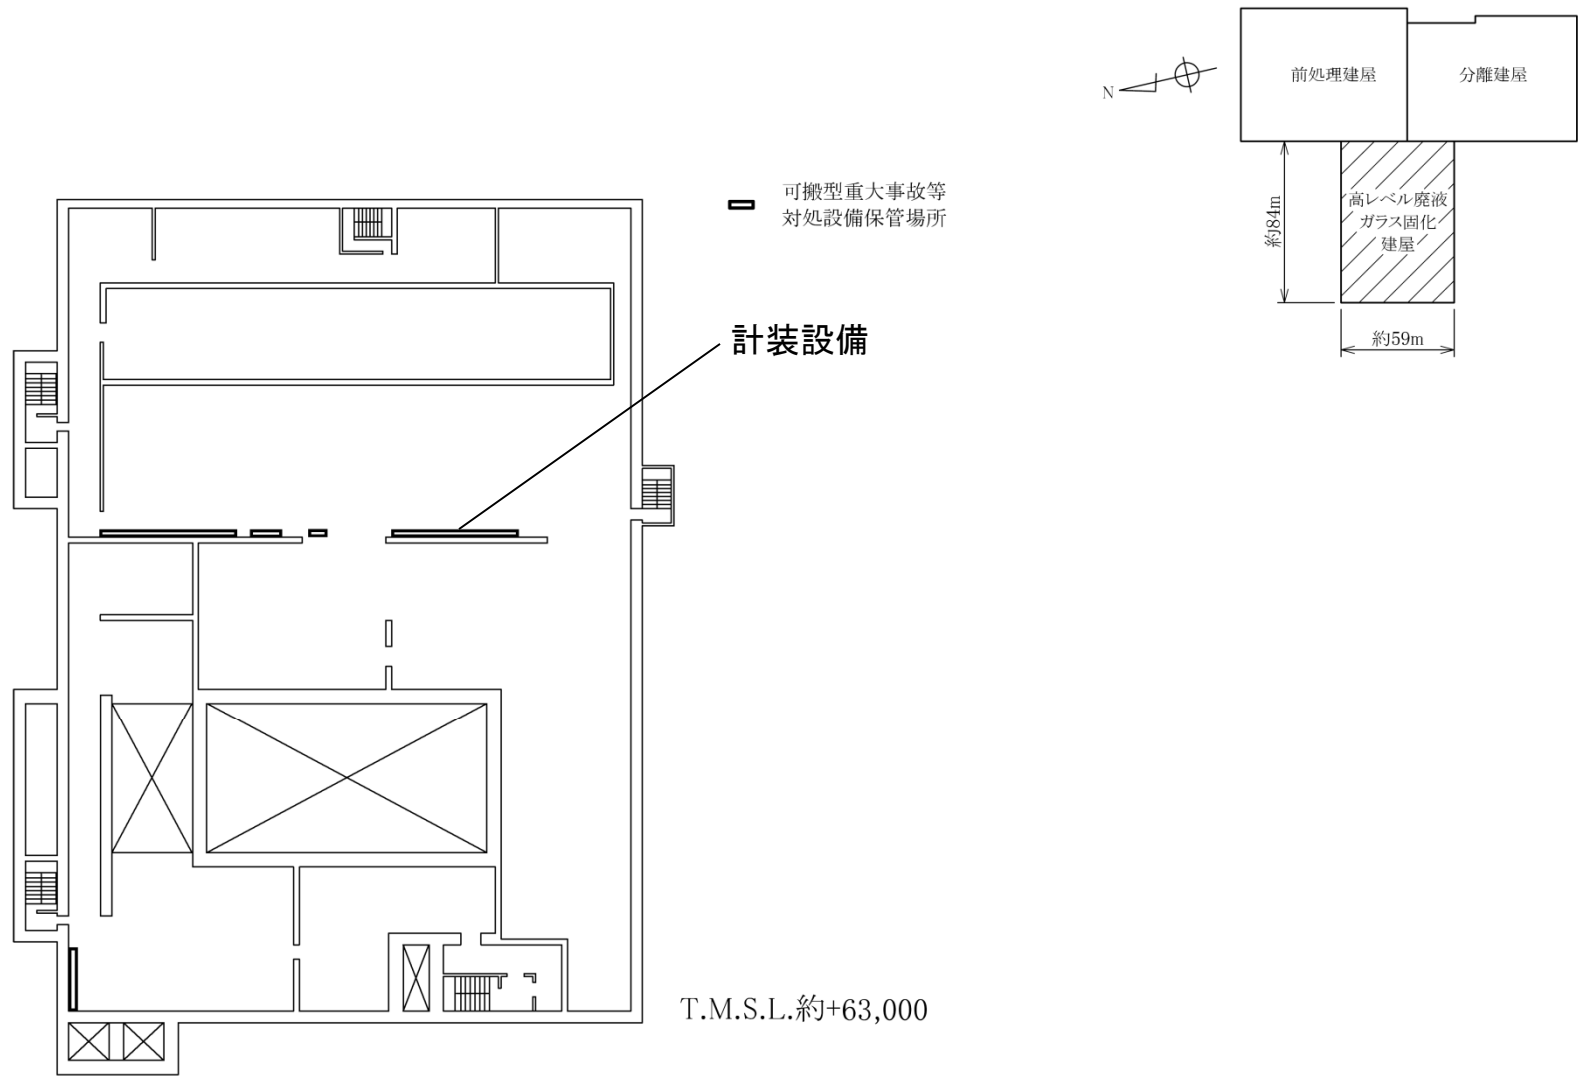 前処理建屋
分離建屋
N
可搬型重大事故等
対処設備保管場所
高レベル廃液
ガラス固化
建屋
約84m
約59m
計装設備
T.M.S.L.約+63,000